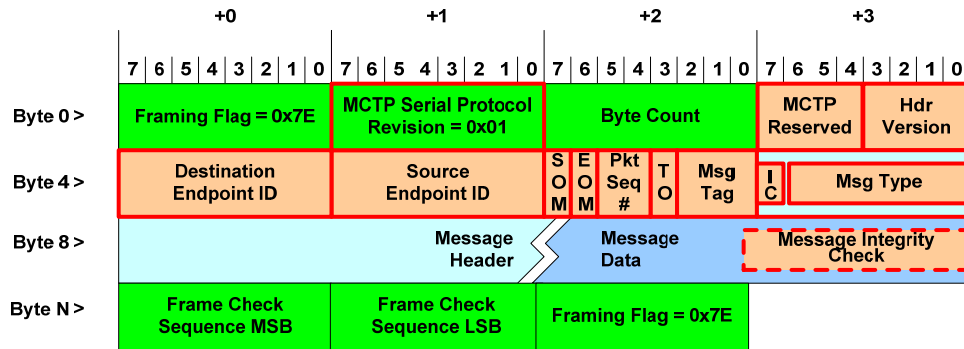 +0 +1 +2 +3
7 6 5 4 3 2 1 0 7 6 5 4 3 2 1 0 7 6 5 4 3 2 1 0 7 6 5 4 3 2 1 0
Byte 0 >
Framing Flag = 0x7E
MCTP Serial Protocol
Revision = 0x01
Byte Count
MCTP
Reserved
Hdr
Version
Byte 4 >
Destination
Endpoint ID
Source
Endpoint ID
S
O
M
E
O
M
Pkt
Seq
#
T
O
Msg
Tag
I
C
Msg Type
Byte 8 >
Message
Header
Message
Data
Message Integrity
Check
Byte N >
Frame Check
Sequence MSB
Frame Check
Sequence LSB
Framing Flag = 0x7E